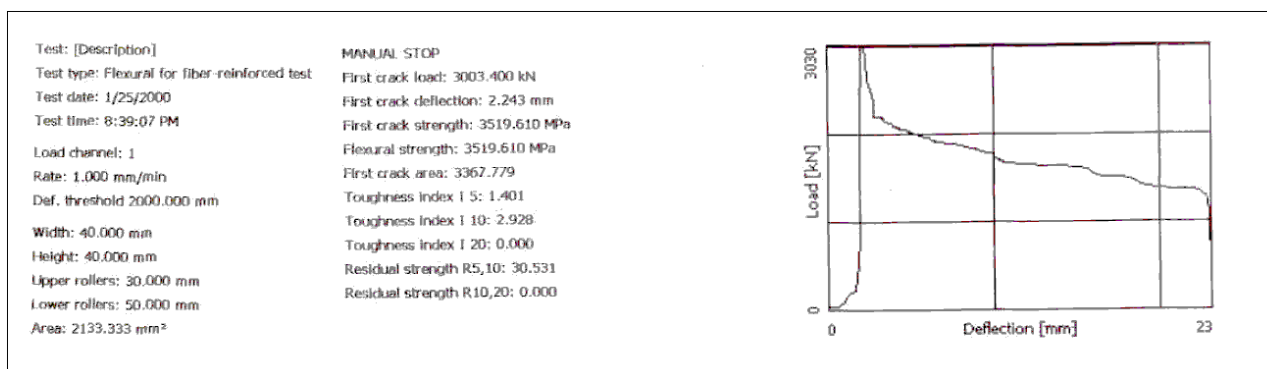 Test: [Description]
Test type: Flexural for fiber-reinforced test
Test date: 1/25/2000
Test time: 8:39:07 PM
Load channel: 1
Rate: 1.000 mm/min
Def. threshold 2000.000 mm
Width: 40.000 mm
Height: 40.000 mm
Upper rollers: 30.000 mm
Lower rollers: 50.000 mm
Area: 2133.333 mm²
MANUAL STOP
First crack load: 3003.400 kN
First crack deflection: 2.243 mm
First crack strength: 3519.610 MPa
Flexural strength: 3519.610 MPa
First crack area: 3367.779
Toughness index I 5: 1.401
Toughness index I 10: 2.928
Toughness index I 20: 0.000
Residual strength R5,10: 30.531
Residual strength R10,20: 0.000
3030
Load [kN]
0
0
Deflection [mm]
23